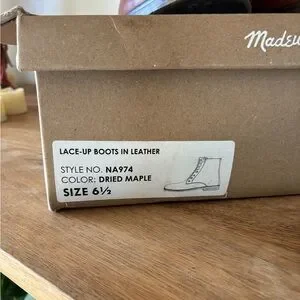 Madew
LACE-UP BOOTS IN LEATHER
STYLE NO. NA974
COLOR: DRIED MAPLE
SIZE 6½